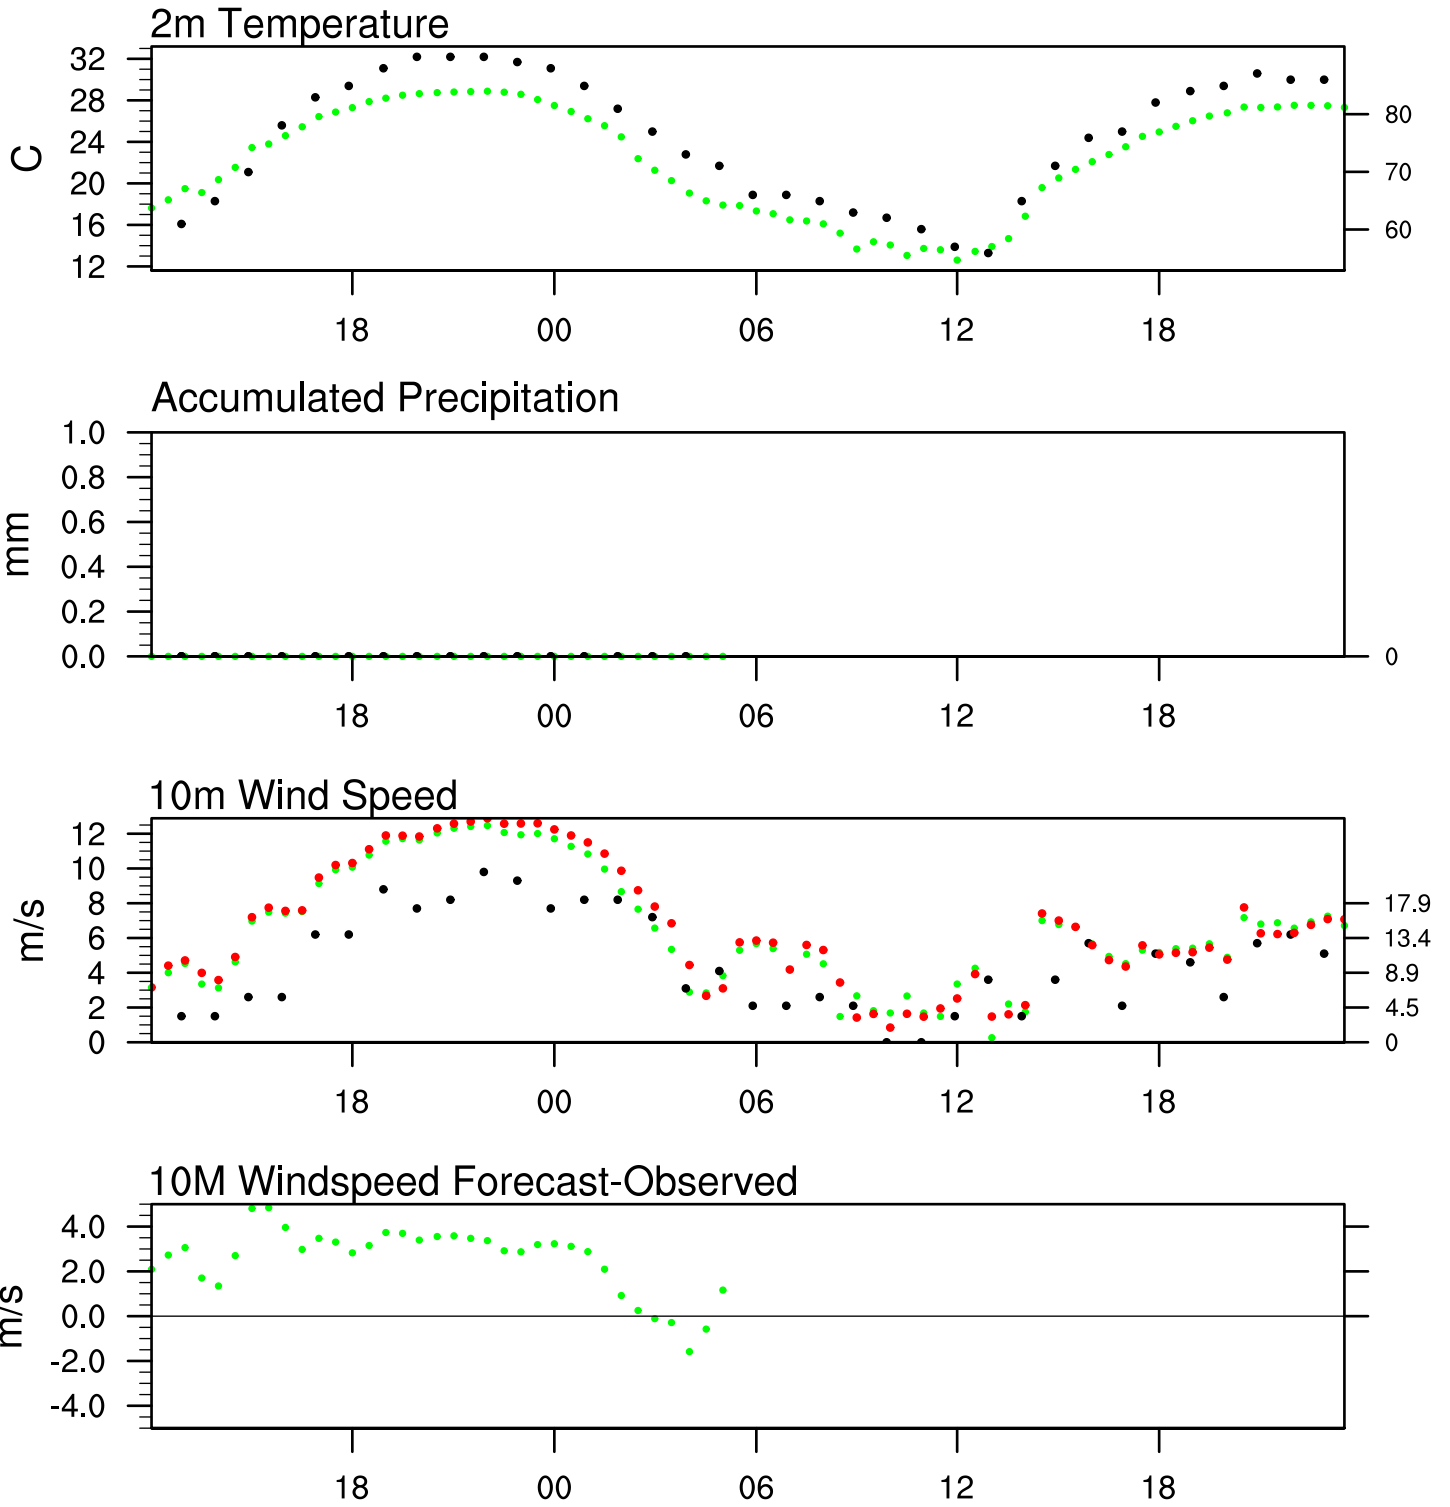 2m Temperature
32
28
24
20
16
12
C
80
70
60
18 00 06 12 18
Accumulated Precipitation
1.0
0.8
0.6
0.4
0.2
0.0
mm
0
18 00 06 12 18
10m Wind Speed
12
10
8
6
4
2
0
m/s
17.9
13.4
8.9
4.5
0
18 00 06 12 18
10M Windspeed Forecast-Observed
4.0
2.0
0.0
-2.0
-4.0
m/s
18 00 06 12 18